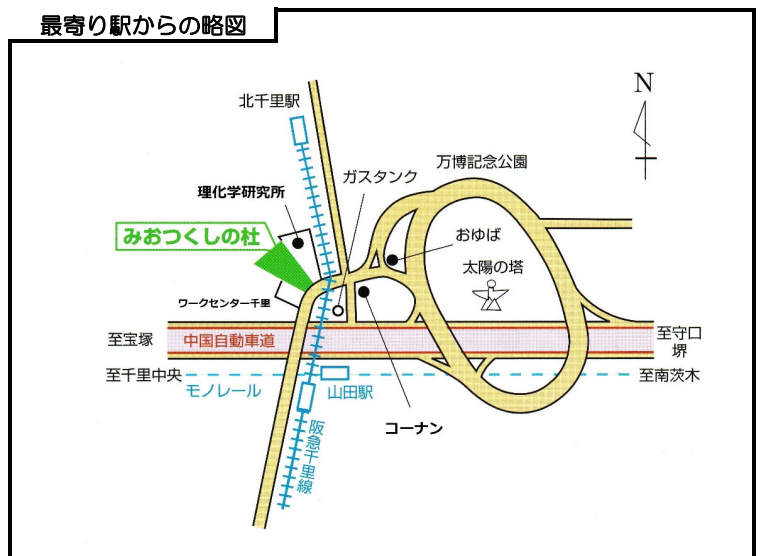 最寄り駅からの略図
北千里駅
N
万博記念公園
ガスタンク
理化学研究所
みおつくしの杜
おゆば
太陽の塔
ワークセンター千里
至宝塚
中国自動車道
至守口
堺
至千里中央
モノレール
山田駅
至南茨木
コーナン
阪急千里線